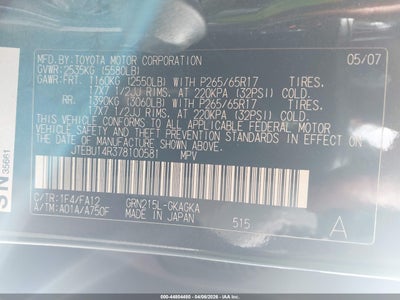 MFD. BY: TOYOTA MOTOR CORPORATION 05/07
GVWR: 2535KG (5580LB)
GAWR: FRT. 1160KG (2550LB) WITH P265/65R17 TIRES,
17X7 1/2JJ RIMS, AT 220KPA (32PSI) COLD
RR. 1390KG (3060LB) WITH P265/65R17 TIRES,
17X7 1/2JJ RIMS, AT 220KPA (32PSI) COLD
THIS VEHICLE CONFORMS TO ALL APPLICABLE
FEDERAL MOTOR VEHICLE SAFETY STANDARDS
IN EFFECT ON THE DATE OF MANUFACTURE
SHOWN ABOVE.
JTEBU14R378100581 MPV
C/TR: 1F4/FA12 GRN215L-GKAGKA
A/TM: A01A/A750F MADE IN JAPAN 515 A